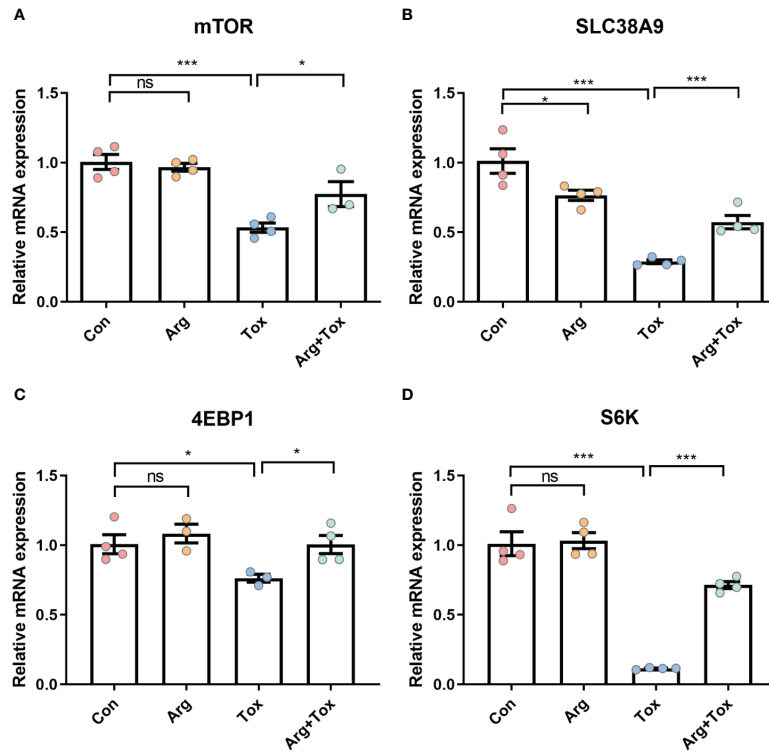 A
mTOR
Relative mRNA expression
1.5
1.0
0.5
0.0
***
*
ns
Con
Arg
Tox
Arg+Tox
B
SLC38A9
Relative mRNA expression
1.5
1.0
0.5
0.0
***
***
*
Con
Arg
Tox
Arg+Tox
C
4EBP1
Relative mRNA expression
1.5
1.0
0.5
0.0
*
*
ns
Con
Arg
Tox
Arg+Tox
D
S6K
Relative mRNA expression
1.5
1.0
0.5
0.0
***
***
ns
Con
Arg
Tox
Arg+Tox